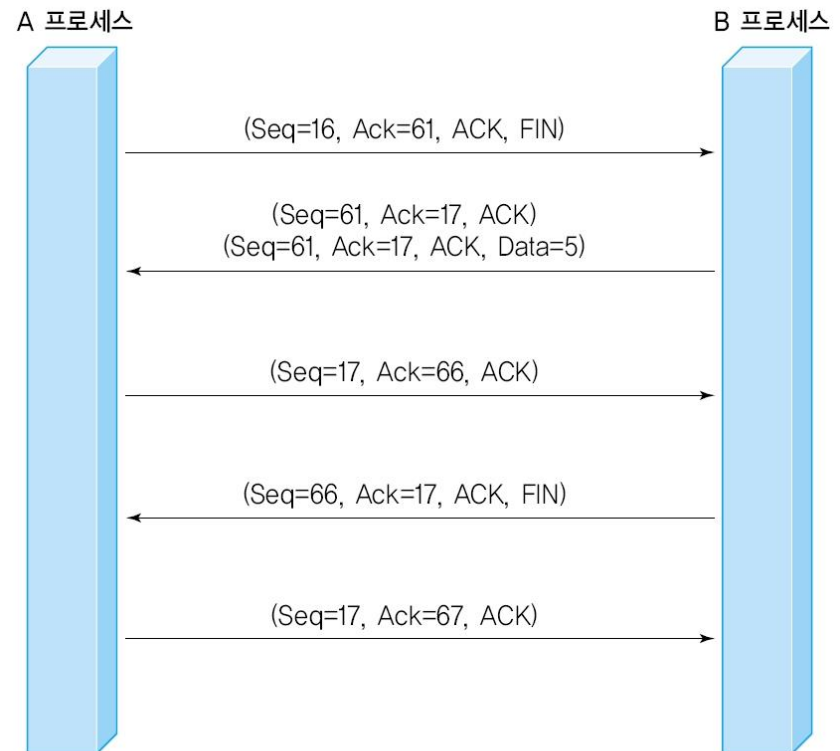 A 프로세스
B 프로세스
(Seq=16, Ack=61, ACK, FIN)
(Seq=61, Ack=17, ACK)
(Seq=61, Ack=17, ACK, Data=5)
(Seq=17, Ack=66, ACK)
(Seq=66, Ack=17, ACK, FIN)
(Seq=17, Ack=67, ACK)